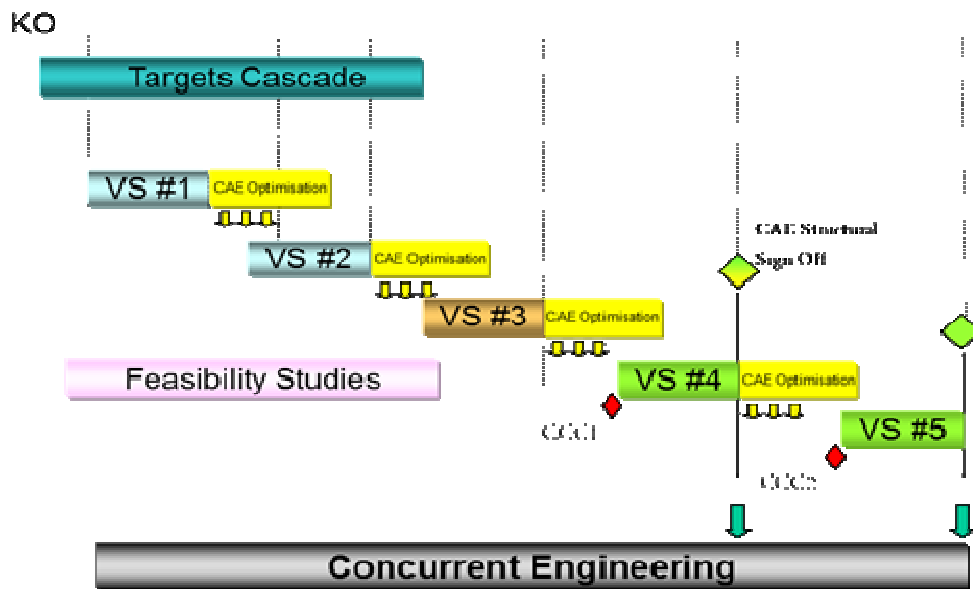 KO
Targets Cascade
VS #1
CAE Optimisation
VS #2
CAE Optimisation
CAE Structural
Sign Off
VS #3
CAE Optimisation
Feasibility Studies
VS #4
CAE Optimisation
VS #5
Concurrent Engineering